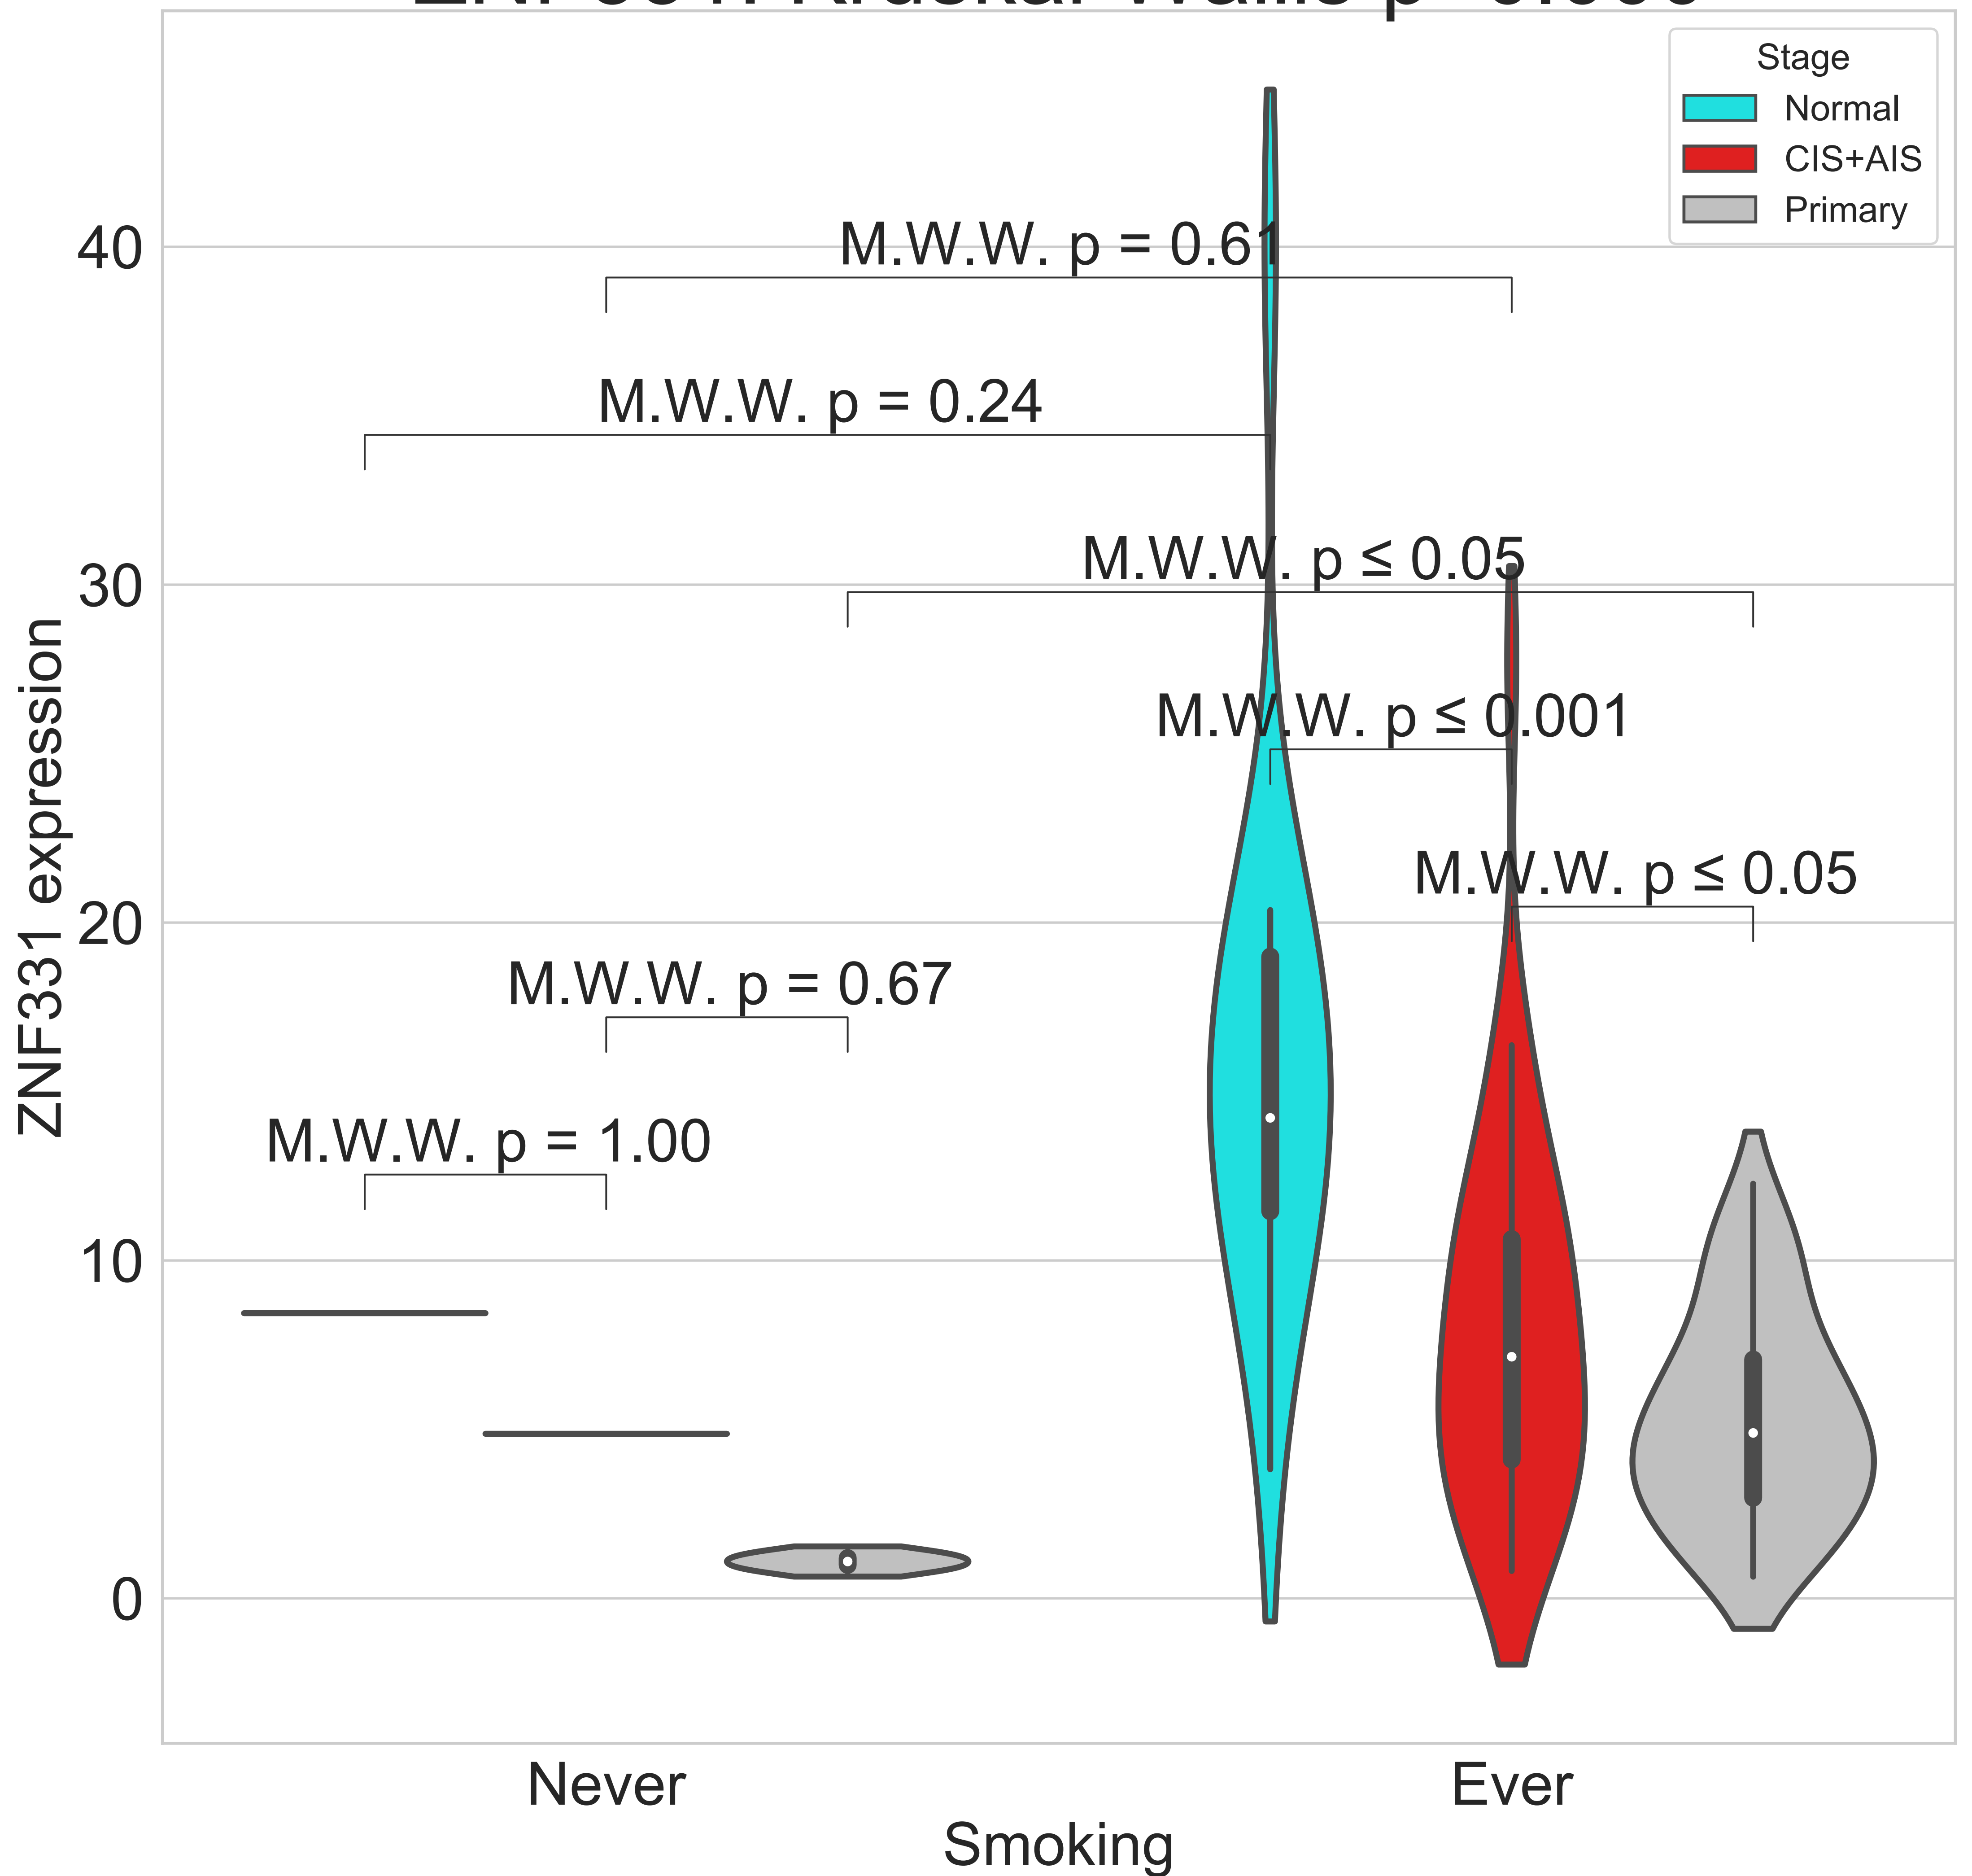 Stage
Normal
CIS+AIS
Primary
40
30
20
10
0
ZNF331 expression
M.W.W. p = 0.61
M.W.W. p = 0.24
M.W.W. p ≤ 0.05
M.W.W. p ≤ 0.001
M.W.W. p ≤ 0.05
M.W.W. p = 0.67
M.W.W. p = 1.00
Never
Ever
Smoking